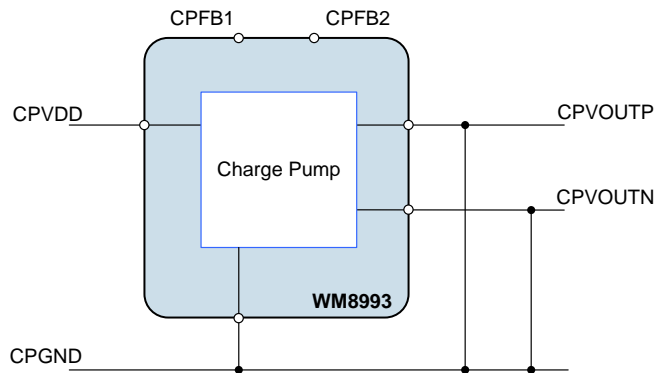 CPFB1 CPFB2
CPVDD
CPVOUTP
Charge Pump
CPVOUTN
WM8993
CPGND